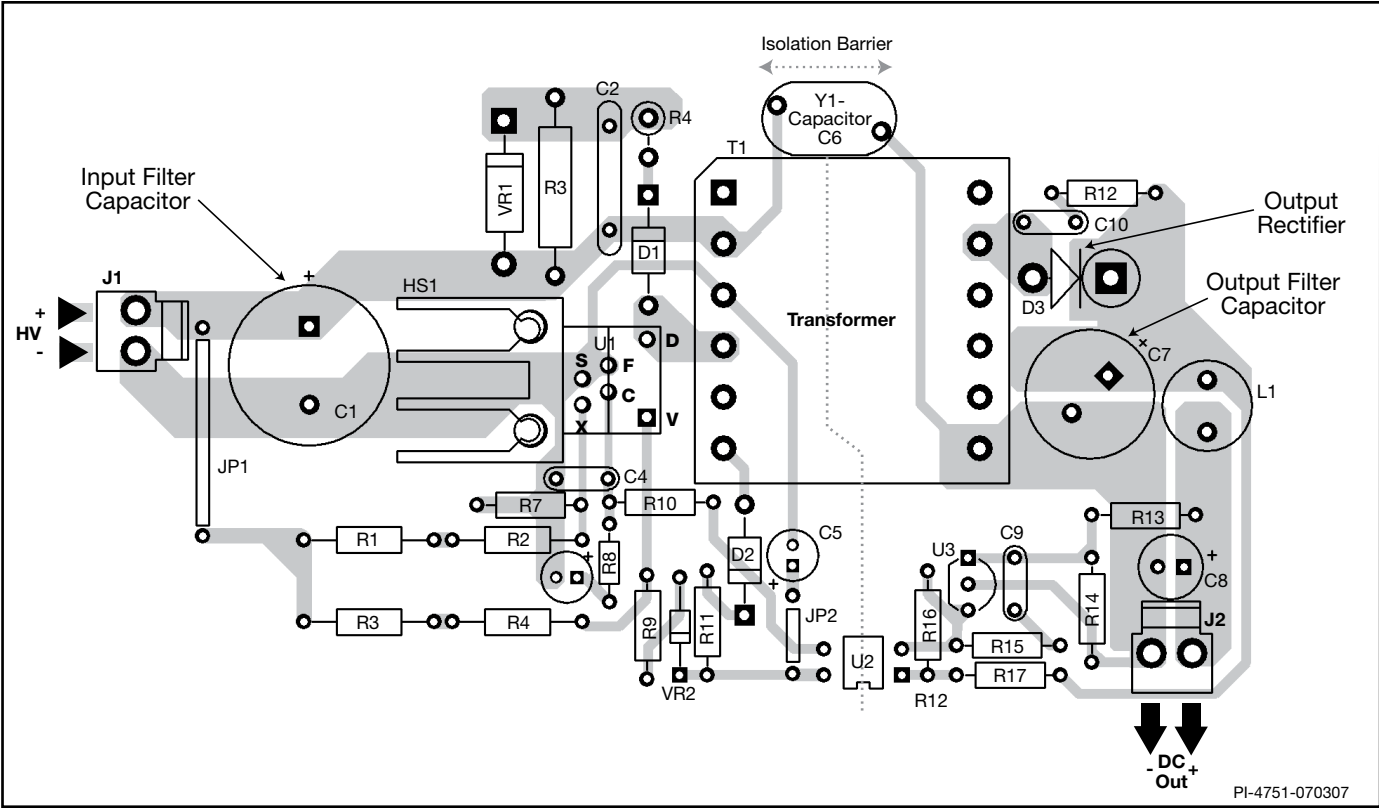 Isolation Barrier
Y1-
Capacitor
C6
C2
R4
T1
Input Filter
Capacitor
VR1
R3
R12
Output
Rectifier
C10
D1
J1
+
HS1
D3
Output Filter
Capacitor
+
HV
-
Transformer
U1
D
S
F
C
X
V
+
C7
C1
L1
JP1
C4
R7
R10
R13
C5
U3
C9
R1
R2
+
R8
D2
+
+
C8
R3
R4
R9
R11
JP2
R16
R14
J2
R15
U2
R17
VR2
R12
- DC +
Out
PI-4751-070307